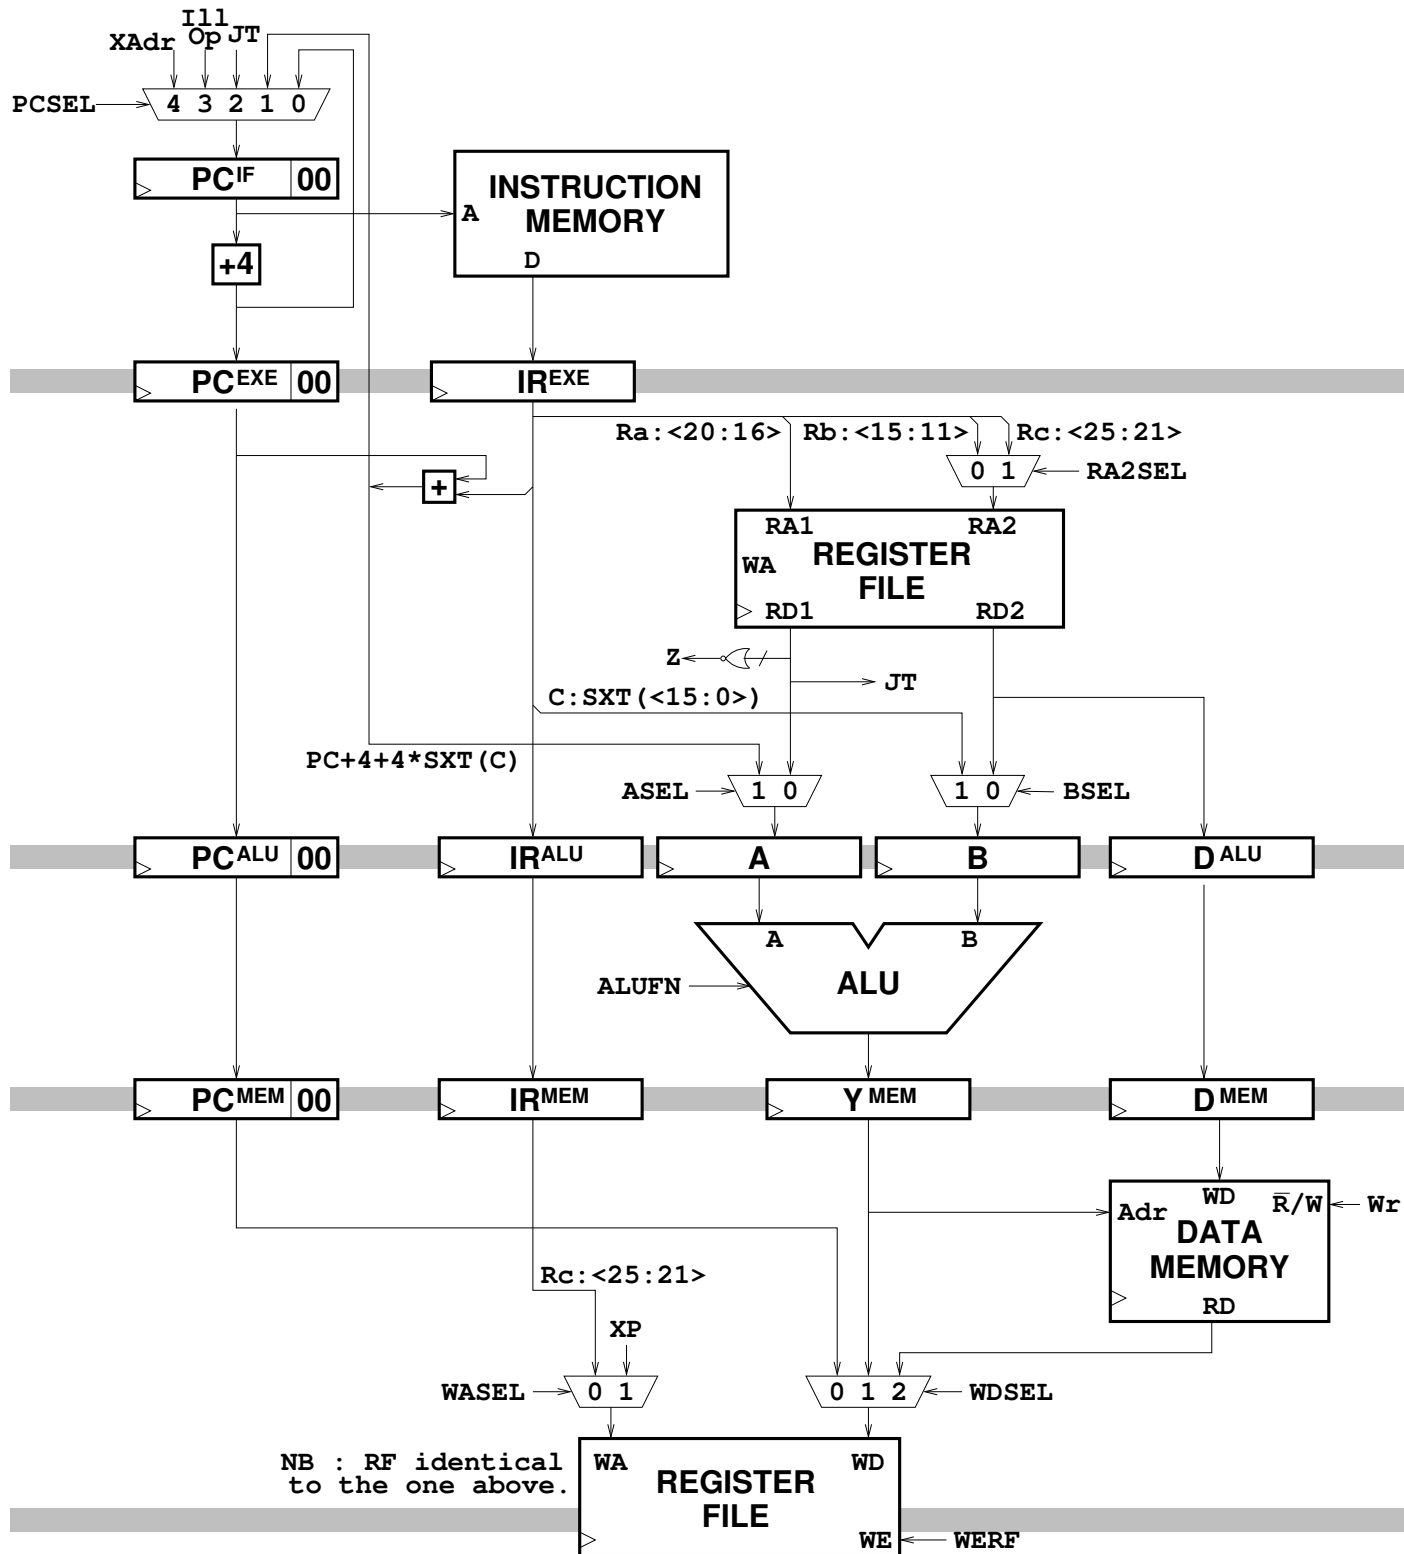 Ill
Op
JT
XAdr
PCSEL
4 3 2 1 0
PCIF 00
INSTRUCTION
MEMORY
A
D
+4
PCEXE 00
IREXE
Ra:<20:16>
Rb:<15:11>
Rc:<25:21>
0 1
RA2SEL
+
RA1
RA2
WA
REGISTER
FILE
RD1
RD2
Z
JT
C:SXT(<15:0>)
PC+4+4*SXT(C)
ASEL
1 0
1 0
BSEL
PCALU 00
IRALU
A
B
DALU
A
B
ALUFN
ALU
PCMEM 00
IRMEM
YMEM
DMEM
WD
R̅/W
Wr
Adr
DATA
MEMORY
RD
Rc:<25:21>
XP
WASEL
0 1
0 1 2
WDSEL
NB : RF identical
to the one above.
WA
WD
REGISTER
FILE
WE
WERF